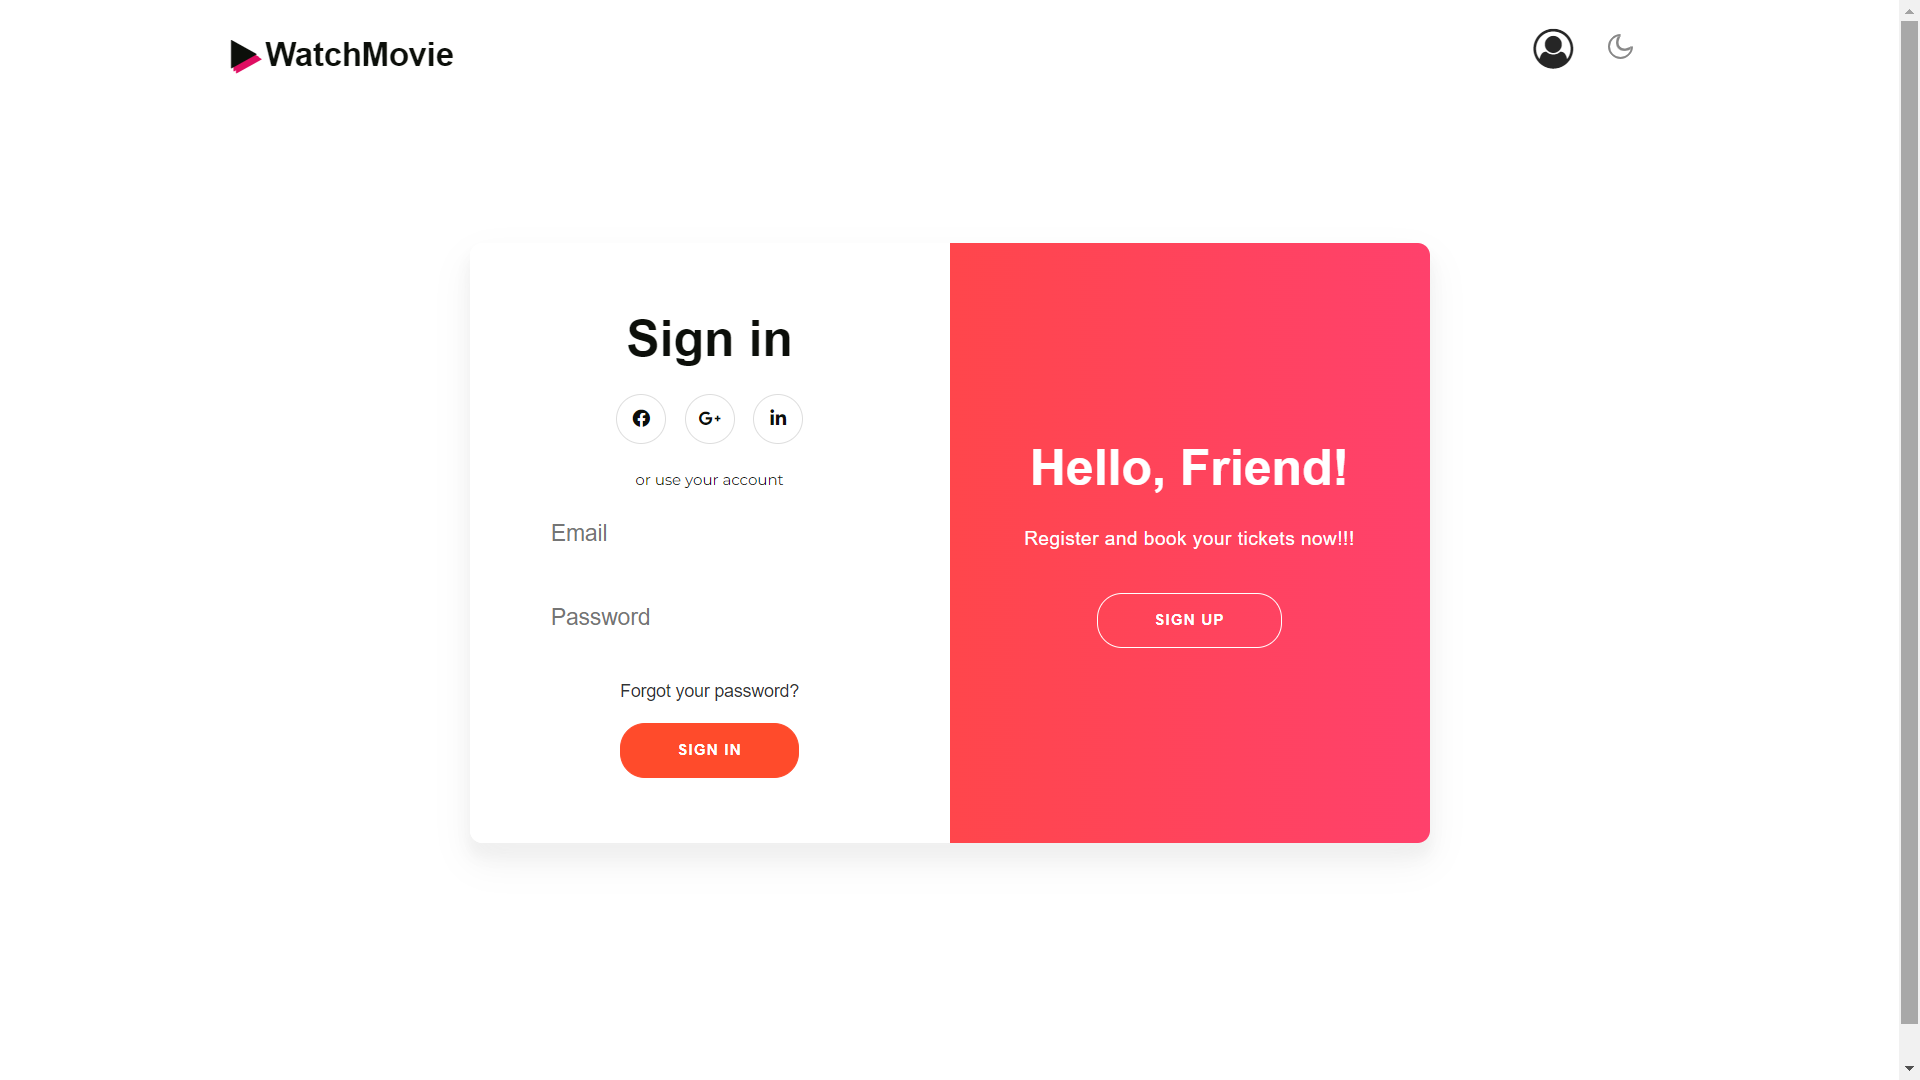 WatchMovie
Sign in
G+
in
or use your account
Email
Password
Forgot your password?
SIGN IN
Hello, Friend!
Register and book your tickets now!!!
SIGN UP